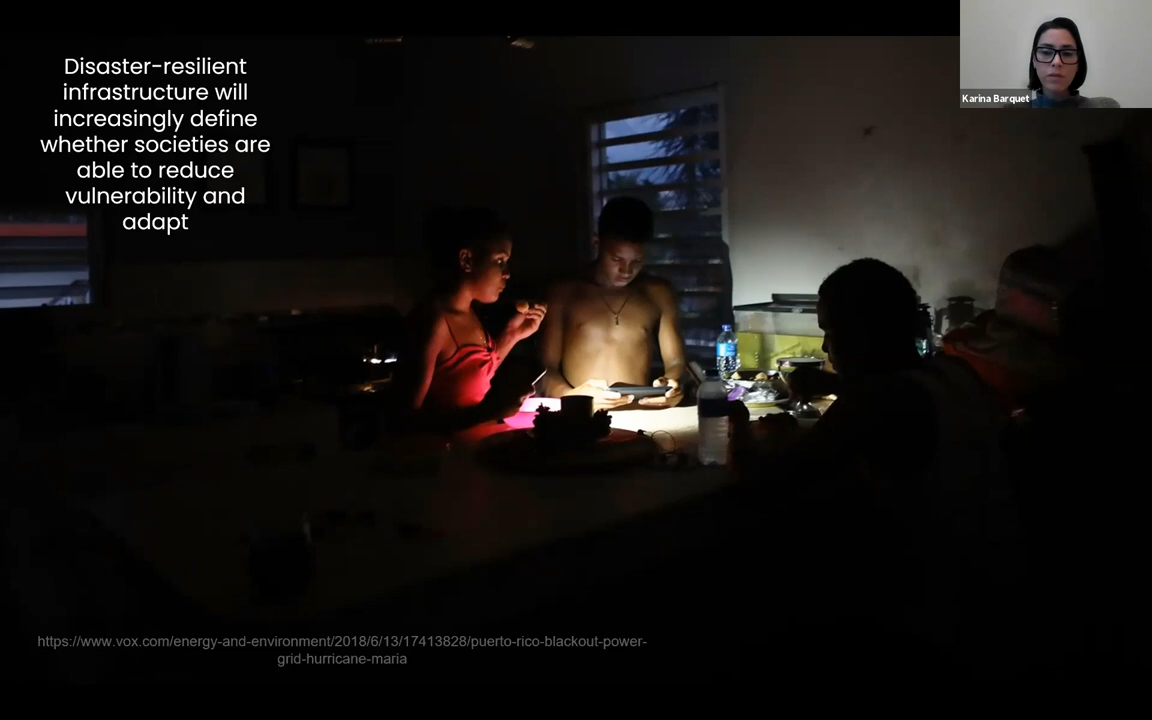 Disaster-resilient
infrastructure will
increasingly define
whether societies are
able to reduce
vulnerability and
adapt
Karina Barquet
https://www.vox.com/energy-and-environment/2018/6/13/17413828/puerto-rico-blackout-power-
grid-hurricane-maria